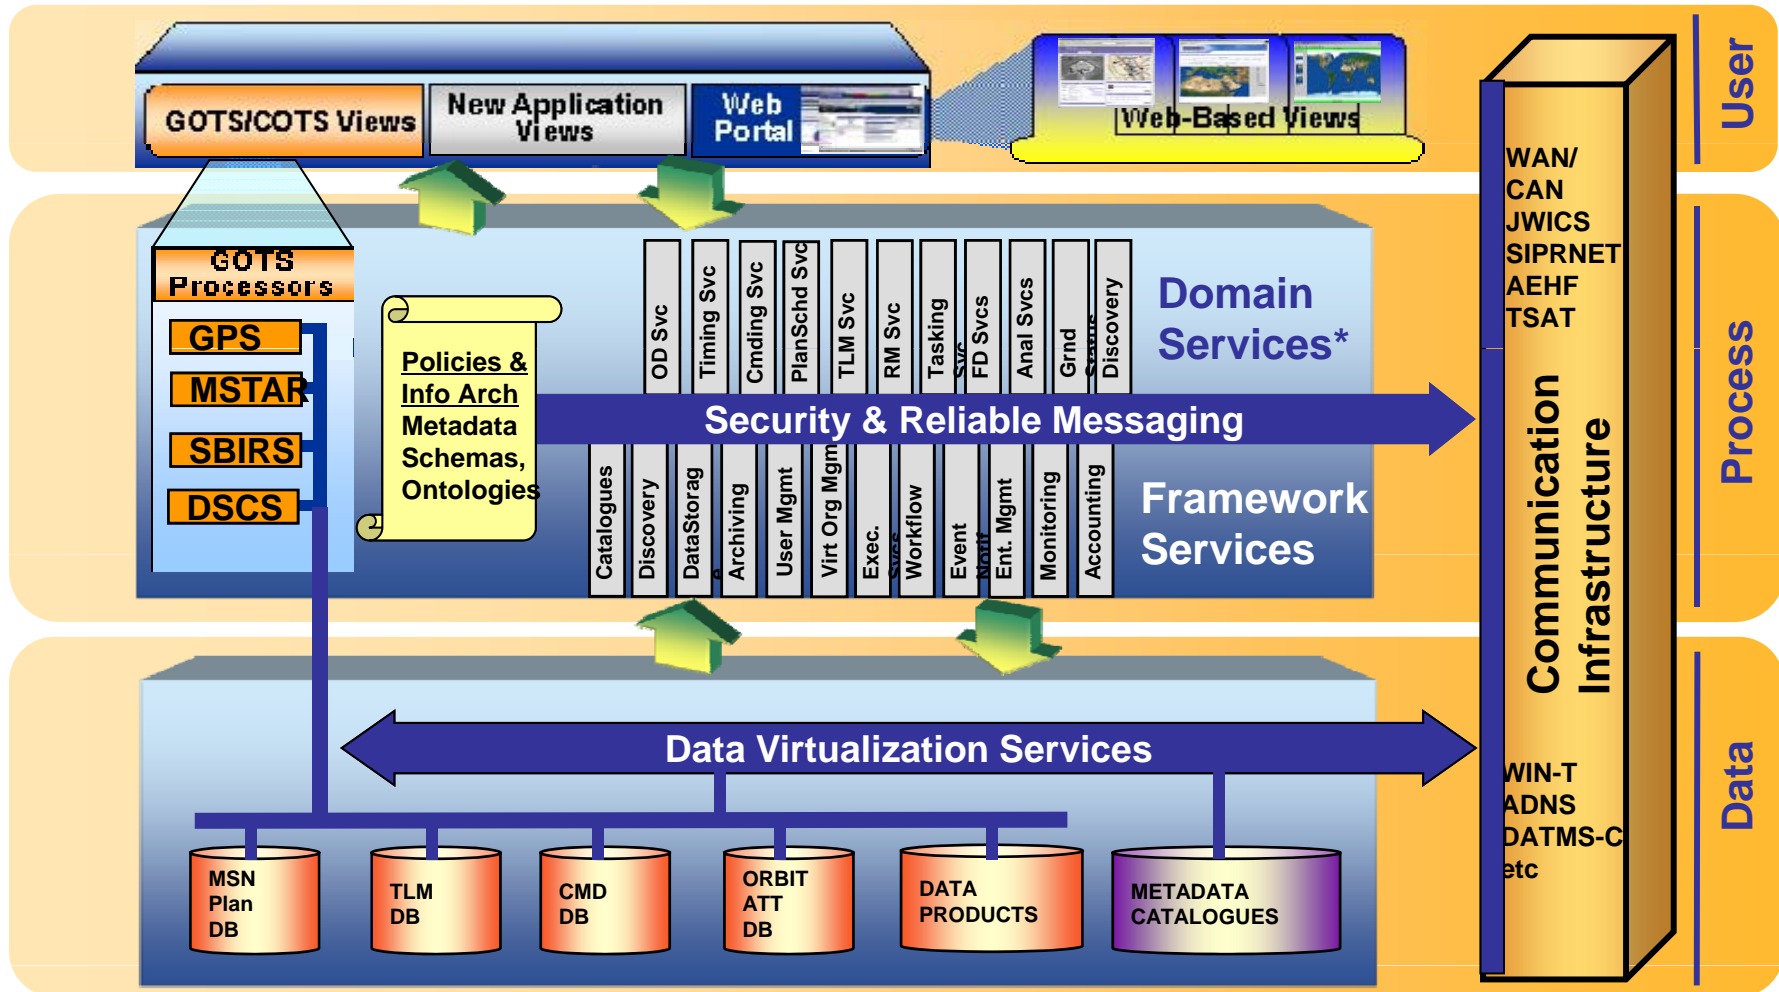 GOTS/COTS Views
New Application
Views
Web
Portal
Web-Based Views
User
GOTS
Processors
GPS
MSTAR
SBIRS
DSCS
Policies &
Info Arch
Metadata
Schemas,
Ontologies
OD Svc
Timing Svc
Cmding Svc
PlanSchd Svc
TLM Svc
RM Svc
Tasking
Svc
FD Svcs
Anal Svcs
Grnd
Status
Discovery
Domain
Services*
Security & Reliable Messaging
Catalogues
Discovery
DataStorag
e
Archiving
User Mgmt
Virt Org Mgm
Exec.
Svcs
Workflow
Event
Notif
Ent. Mgmt
Monitoring
Accounting
Framework
Services
Process
WAN/
CAN
JWICS
SIPRNET
AEHF
TSAT
Communication
Infrastructure
WIN-T
ADNS
DATMS-C
etc
Data Virtualization Services
MSN
Plan
DB
TLM
DB
CMD
DB
ORBIT
ATT
DB
DATA
PRODUCTS
METADATA
CATALOGUES
Data